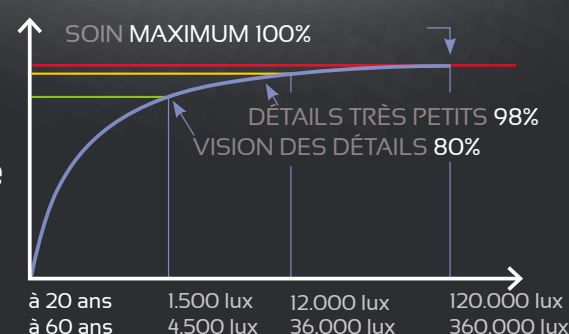 SOIN MAXIMUM 100%
DÉTAILS TRÈS PETITS 98%
VISION DES DÉTAILS 80%
e
à 20 ans 1.500 lux 12.000 lux 120.000 lux
à 60 ans 4.500 lux 36.000 lux 360.000 lux